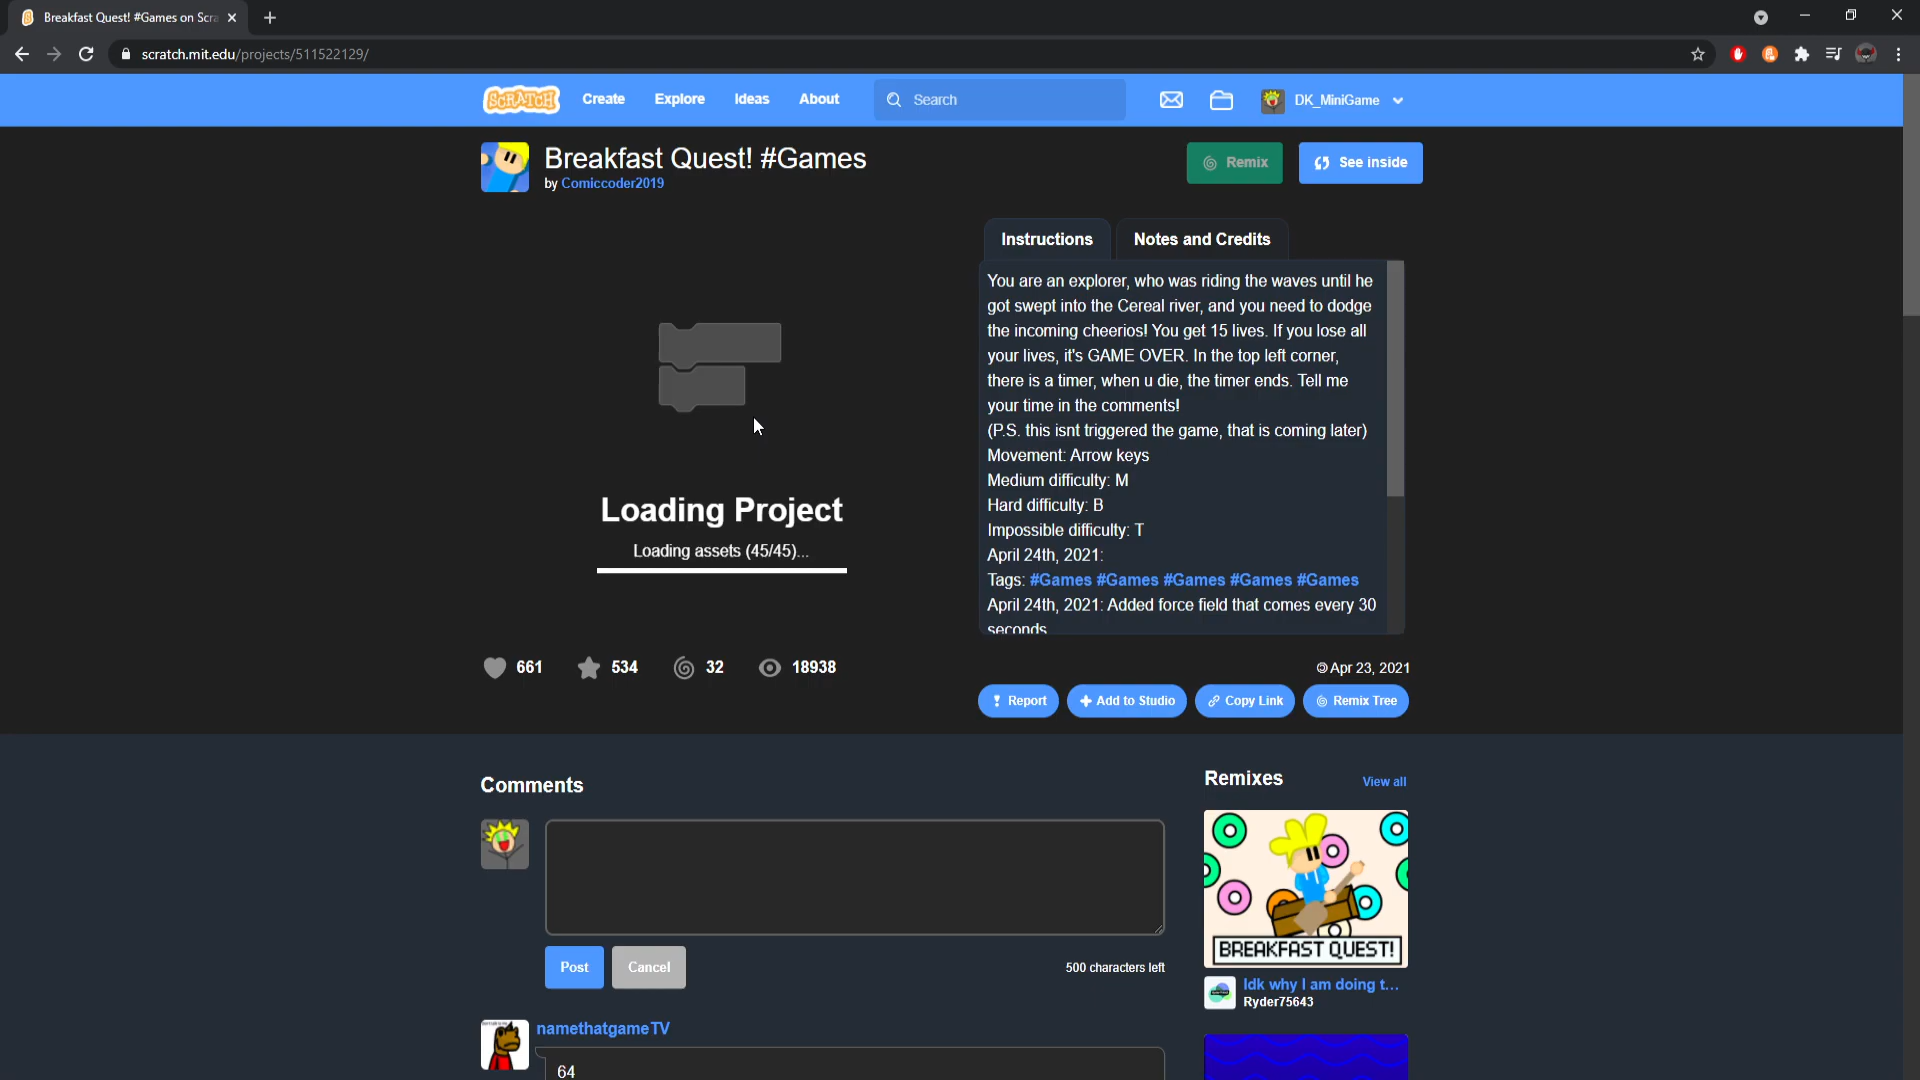 Breakfast Quest! #Games on Scra
scratch.mit.edu/projects/511522129/
SCRATCH
Create
Explore
Ideas
About
Search
DK_MiniGame
Breakfast Quest! #Games
by Comiccoder2019
Remix
See inside
Instructions
Notes and Credits
You are an explorer, who was riding the waves until he
got swept into the Cereal river, and you need to dodge
the incoming cheerios! You get 15 lives. If you lose all
your lives, it's GAME OVER. In the top left corner,
there is a timer, when u die, the timer ends. Tell me
your time in the comments!
(P.S. this isnt triggered the game, that is coming later)
Movement: Arrow keys
Medium difficulty: M
Hard difficulty: B
Impossible difficulty: T
April 24th, 2021:
Tags: #Games #Games #Games #Games #Games
April 24th, 2021: Added force field that comes every 30
seconds
Loading Project
Loading assets (45/45)...
661
534
32
18938
Apr 23, 2021
Report
Add to Studio
Copy Link
Remix Tree
Comments
Post
Cancel
500 characters left
namethatgameTV
64
Remixes
View all
BREAKFAST QUEST!
Idk why I am doing t...
Ryder75643